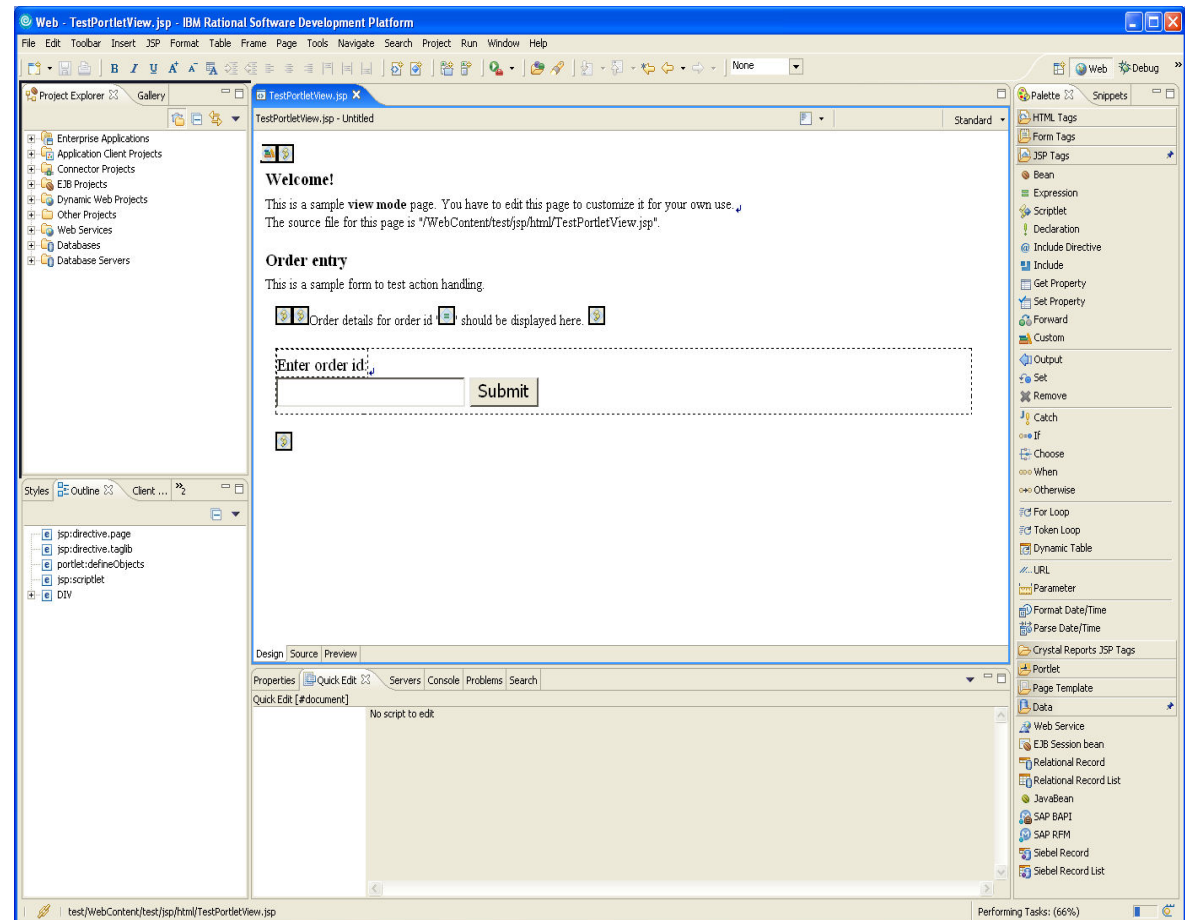 Web - TestPortletView.jsp - IBM Rational Software Development Platform
File Edit Toolbar Insert JSP Format Table Frame Page Tools Navigate Search Project Run Window Help
B I U A A None Web Debug »
Project Explorer Gallery
Enterprise Applications
Application Client Projects
Connector Projects
EJB Projects
Dynamic Web Projects
Other Projects
Web Services
Databases
Database Servers
Styles Outline Client ... »2
jsp:directive.page
jsp:directive.taglib
portlet:defineObjects
jsp:scriptlet
DIV
TestPortletView.jsp
TestPortletView.jsp - Untitled Standard
Welcome!
This is a sample view mode page. You have to edit this page to customize it for your own use.
The source file for this page is "/WebContent/test/jsp/html/TestPortletView.jsp".
Order entry
This is a sample form to test action handling.
Order details for order id '=' should be displayed here.
Enter order id:
Submit
Design Source Preview
Properties Quick Edit Servers Console Problems Search
Quick Edit [#document]
No script to edit
Palette Snippets
HTML Tags
Form Tags
JSP Tags
Bean
Expression
Scriptlet
Declaration
Include Directive
Include
Get Property
Set Property
Forward
Custom
Output
Set
Remove
Catch
If
Choose
When
Otherwise
For Loop
Token Loop
Dynamic Table
URL
Parameter
Format Date/Time
Parse Date/Time
Crystal Reports JSP Tags
Portlet
Page Template
Data
Web Service
EJB Session bean
Relational Record
Relational Record List
JavaBean
SAP BAPI
SAP RFM
Siebel Record
Siebel Record List
test/WebContent/test/jsp/html/TestPortletView.jsp Performing Tasks: (66%)